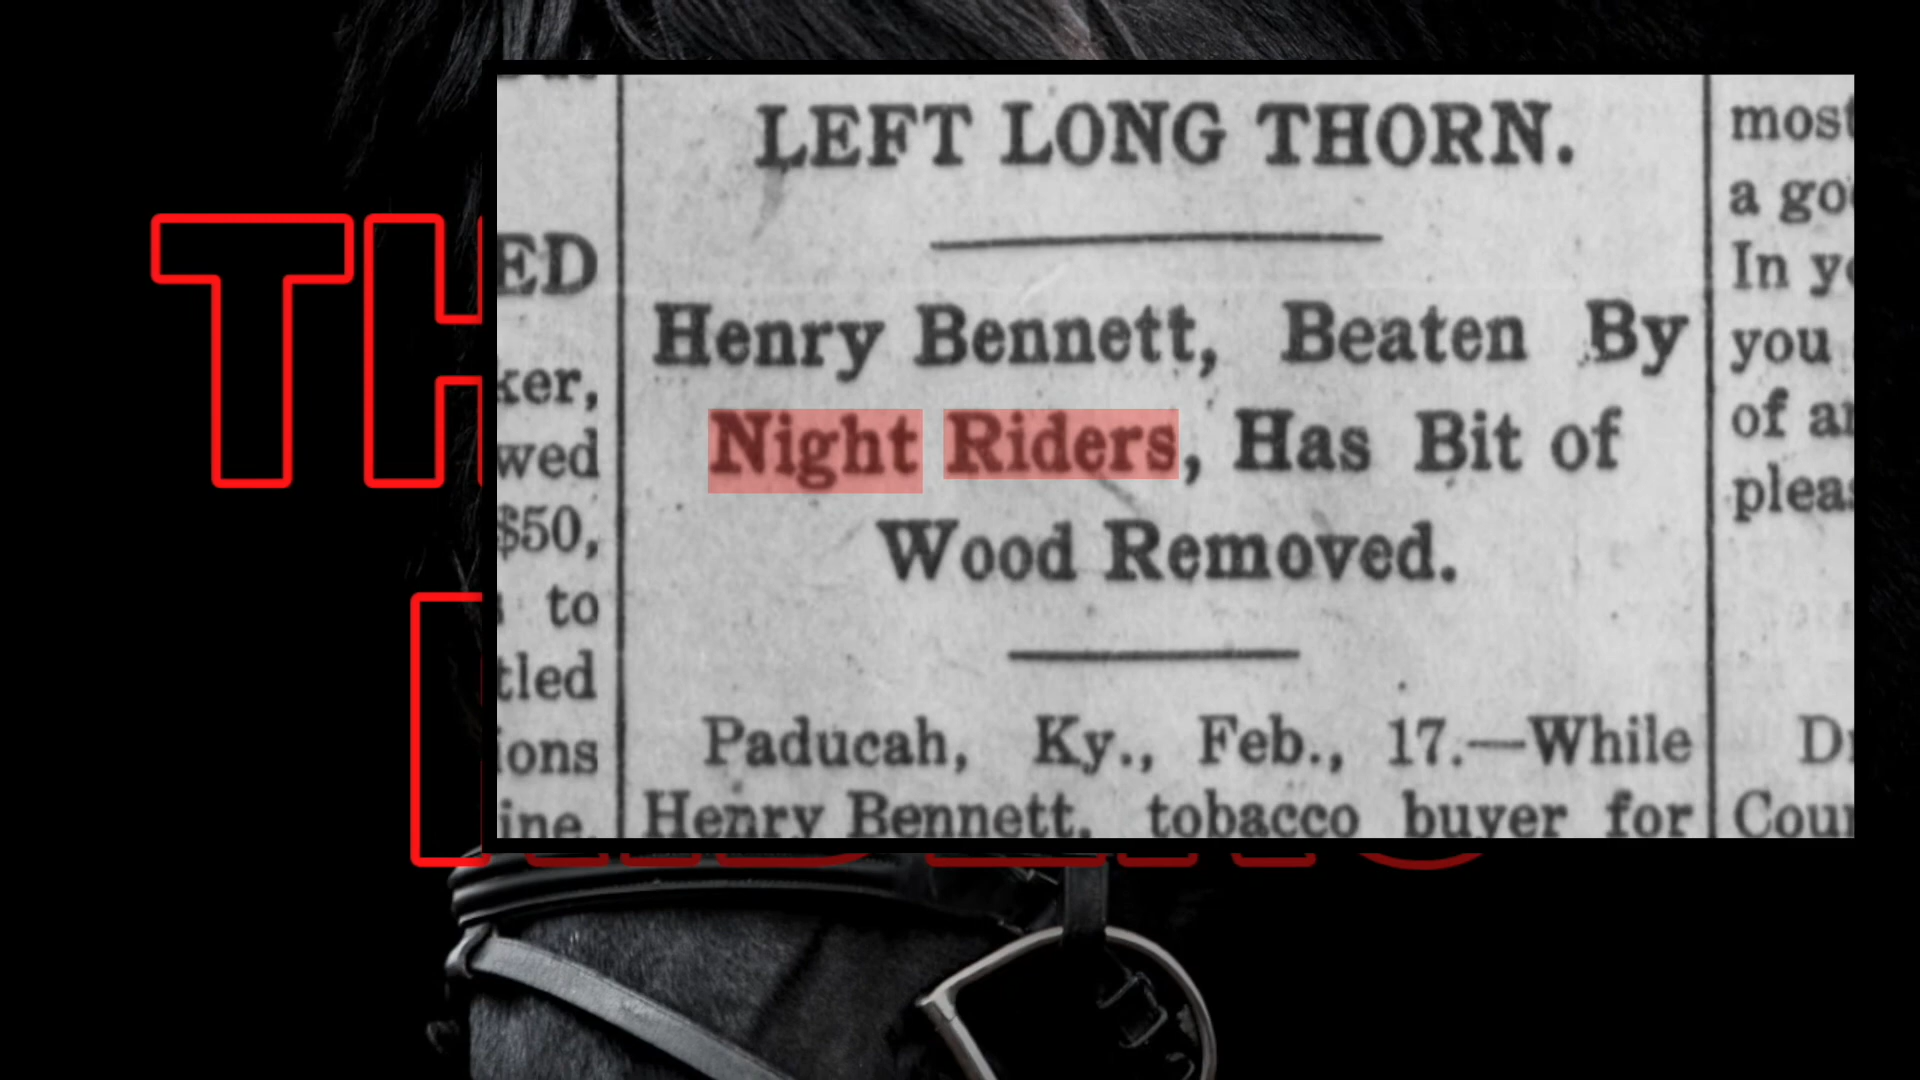 TH
LEFT LONG THORN.
Henry Bennett, Beaten By
Night Riders, Has Bit of
Wood Removed.
Paducah, Ky., Feb., 17.—While
Henry Bennett, tobacco buyer for
ED
ker,
wed
$50,
to
tled
ions
ine.
most
a go
In y
you
of a
pleas
D
Cou